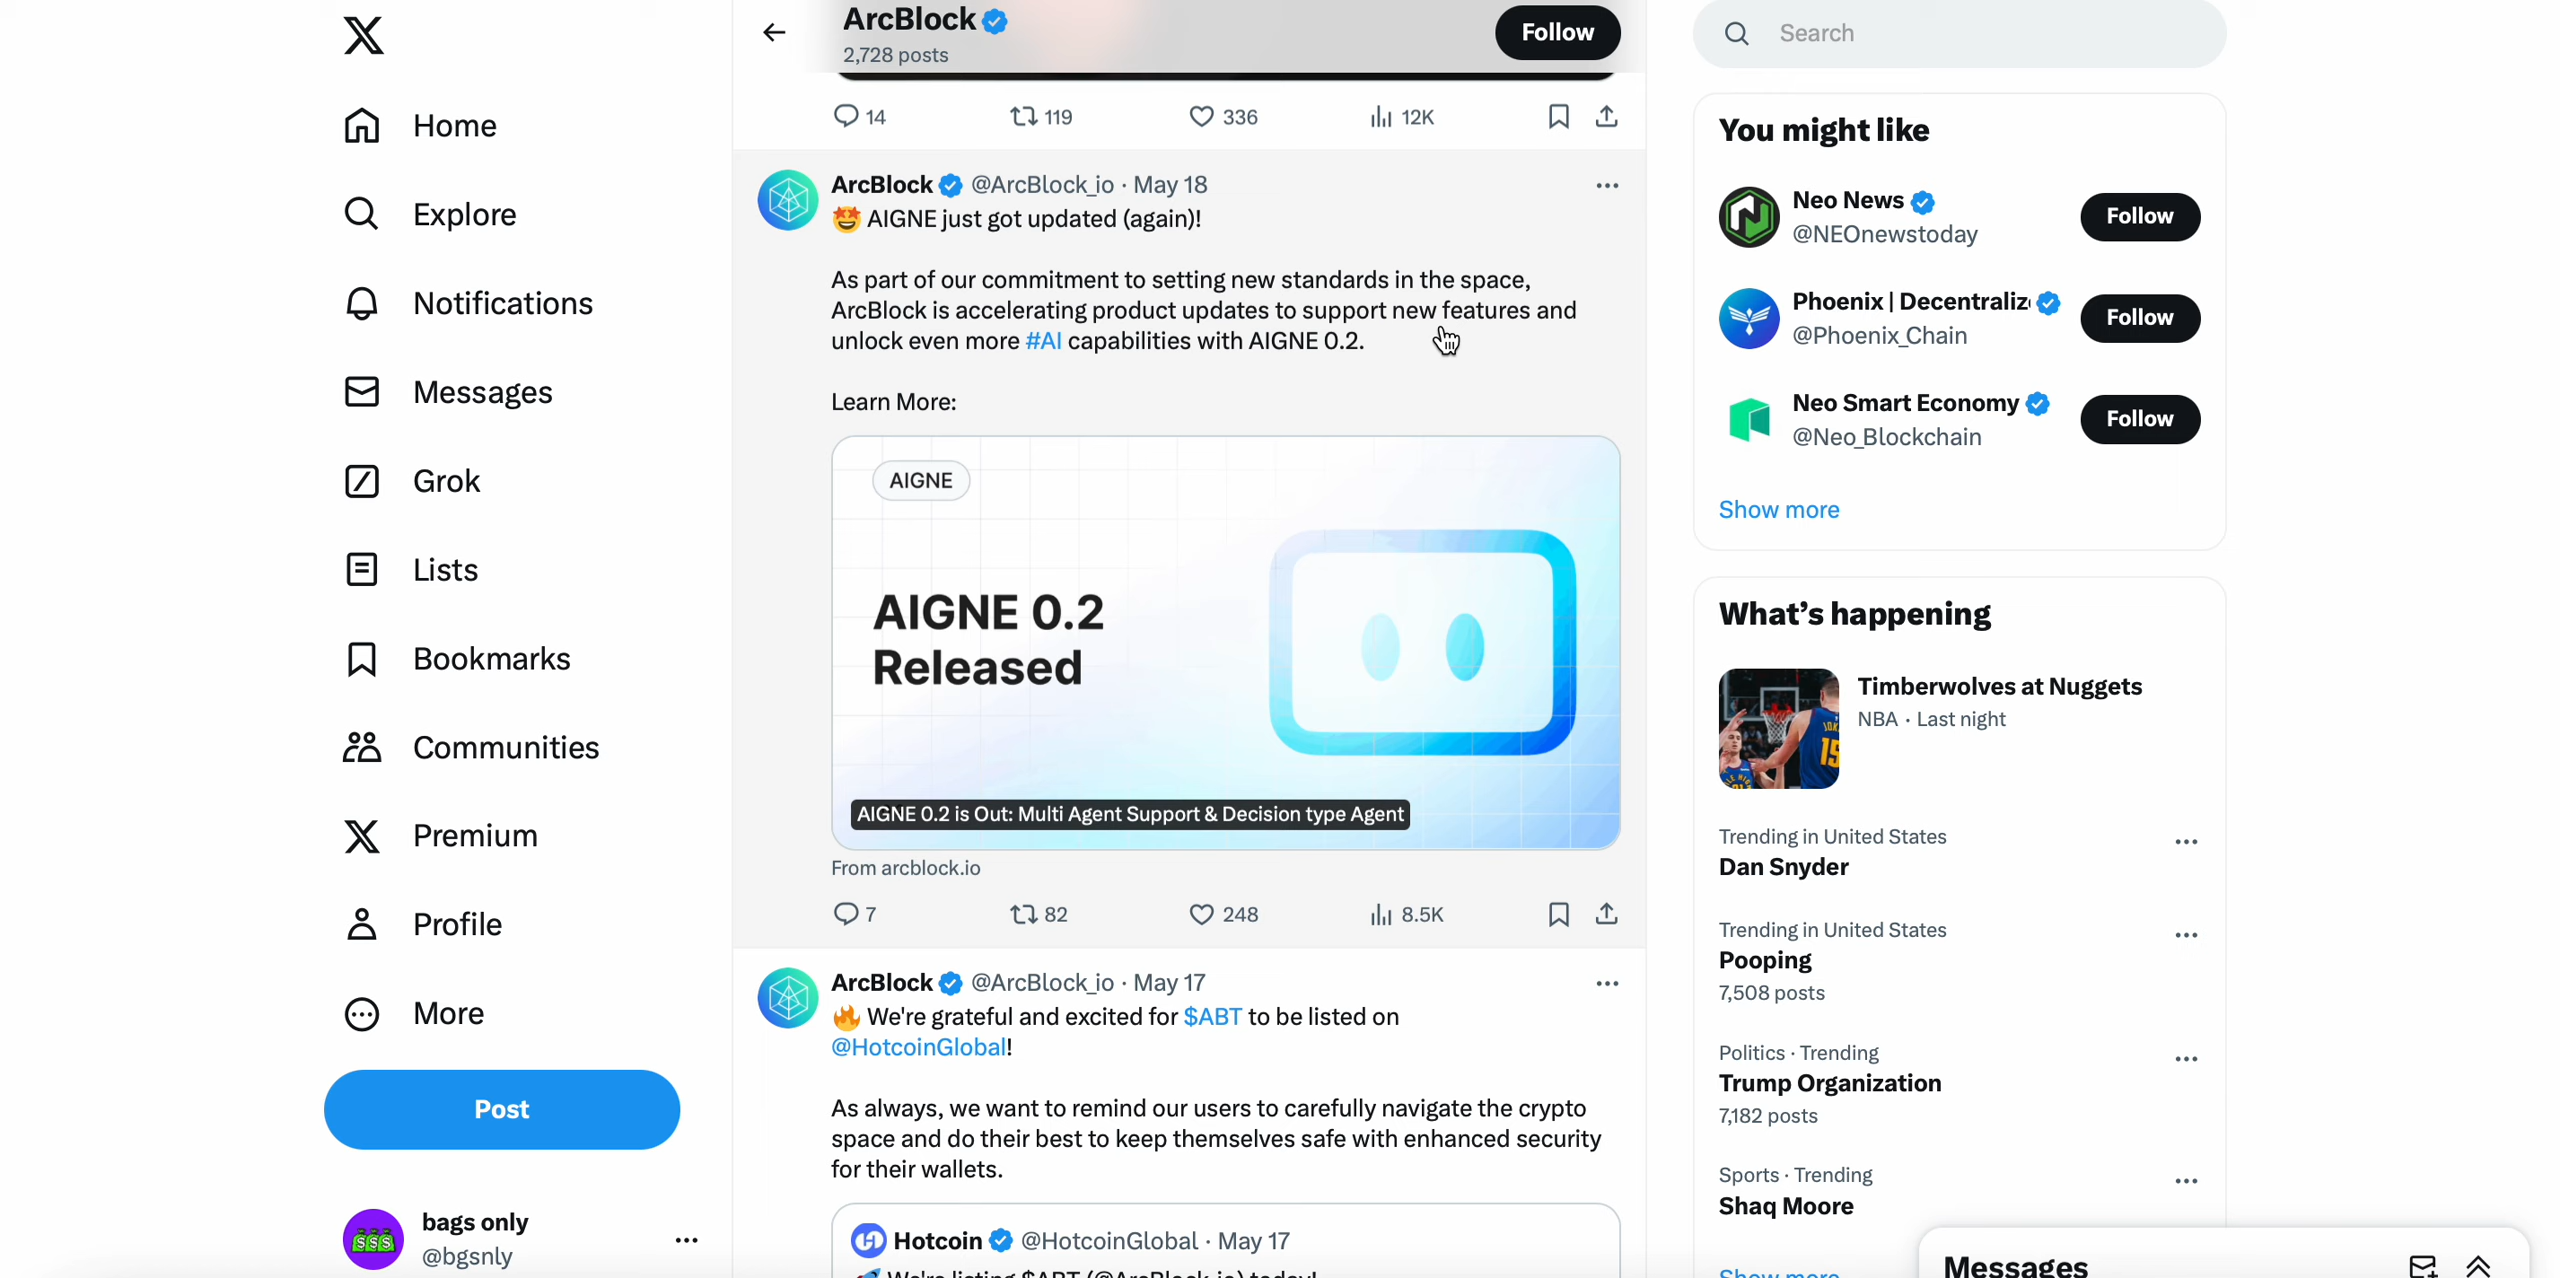 Home
Explore
Notifications
Messages
Grok
Lists
Bookmarks
Communities
Premium
Profile
More
Post
bags only
@bgsnly
ArcBlock
2,728 posts
Follow
14 119 336 12K
ArcBlock @ArcBlock_io · May 18
🤩 AIGNE just got updated (again)!
As part of our commitment to setting new standards in the space,
ArcBlock is accelerating product updates to support new features and
unlock even more #AI capabilities with AIGNE 0.2.
Learn More:
AIGNE
AIGNE 0.2
Released
AIGNE 0.2 is Out: Multi Agent Support & Decision type Agent
From arcblock.io
7 82 248 8.5K
ArcBlock @ArcBlock_io · May 17
🔥 We're grateful and excited for $ABT to be listed on
@HotcoinGlobal!
As always, we want to remind our users to carefully navigate the crypto
space and do their best to keep themselves safe with enhanced security
for their wallets.
Hotcoin @HotcoinGlobal · May 17
🚀 We're listing $ABT (@ArcBlock_io) today!
Search
You might like
Neo News
@NEOnewstoday
Follow
Phoenix | Decentraliz
@Phoenix_Chain
Follow
Neo Smart Economy
@Neo_Blockchain
Follow
Show more
What's happening
Timberwolves at Nuggets
NBA · Last night
Trending in United States
Dan Snyder
Trending in United States
Pooping
7,508 posts
Politics · Trending
Trump Organization
7,182 posts
Sports · Trending
Shaq Moore
Show more
Messages